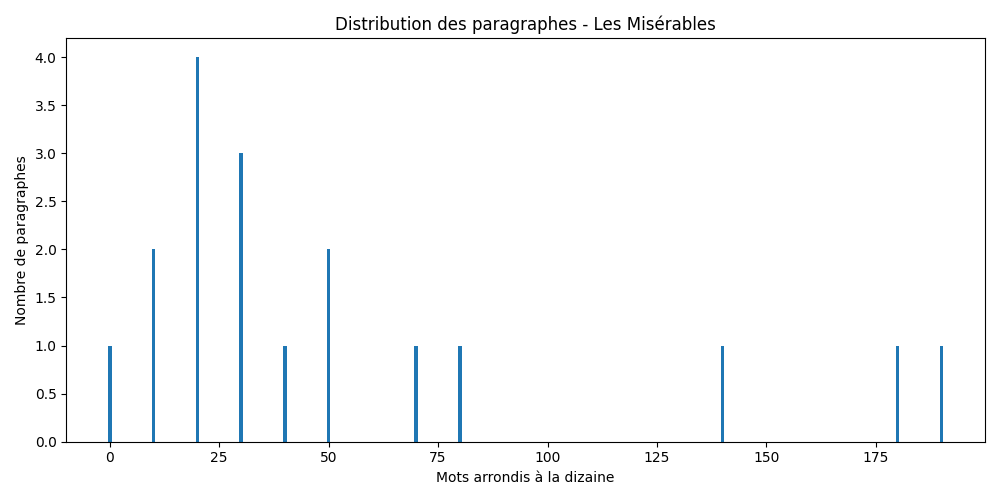 Distribution des paragraphes - Les Misérables
Nombre de paragraphes
4.0
3.5
3.0
2.5
2.0
1.5
1.0
0.5
0.0
0 25 50 75 100 125 150 175
Mots arrondis à la dizaine